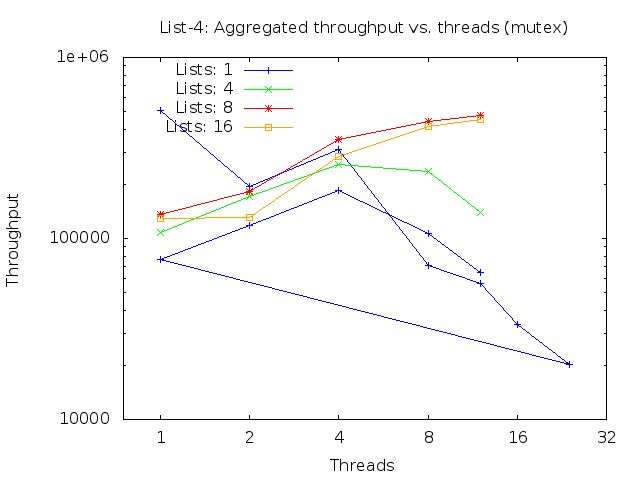 List-4: Aggregated throughput vs. threads (mutex)
1e+06
Lists: 1
Lists: 4
Lists: 8
Lists: 16
Throughput
100000
10000
1 2 4 8 16 32
Threads